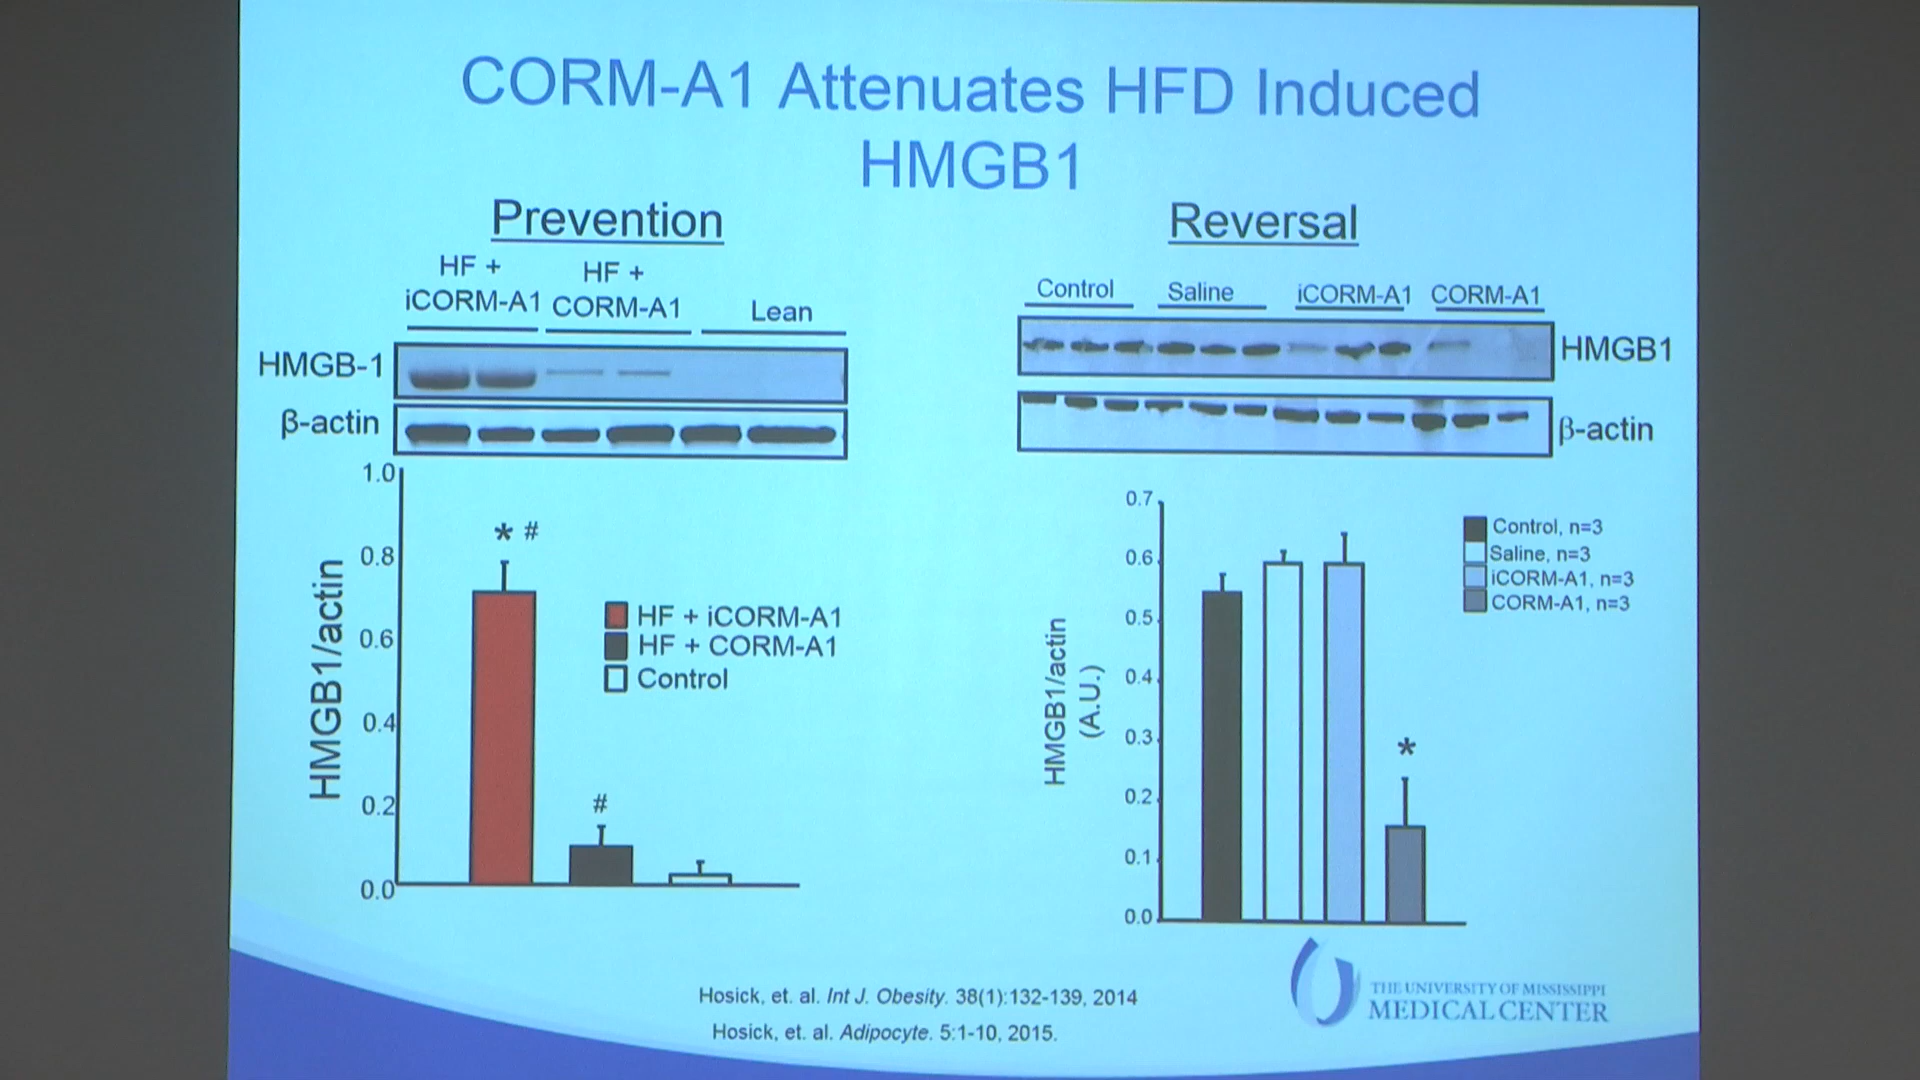 CORM-A1 Attenuates HFD Induced
HMGB1
Prevention
HF +
iCORM-A1
HF +
CORM-A1
Lean
HMGB-1
β-actin
1.0
0.8
0.6
0.4
0.2
0.0
HMGB1/actin
* #
#
HF + iCORM-A1
HF + CORM-A1
Control
Reversal
Control
Saline
iCORM-A1
CORM-A1
HMGB1
β-actin
0.7
0.6
0.5
0.4
0.3
0.2
0.1
0.0
HMGB1/actin
(A.U.)
*
Control, n=3
Saline, n=3
iCORM-A1, n=3
CORM-A1, n=3
Hosick, et. al. Int J. Obesity. 38(1):132-139, 2014
Hosick, et. al. Adipocyte. 5:1-10, 2015.
THE UNIVERSITY OF MISSISSIPPI
MEDICAL CENTER